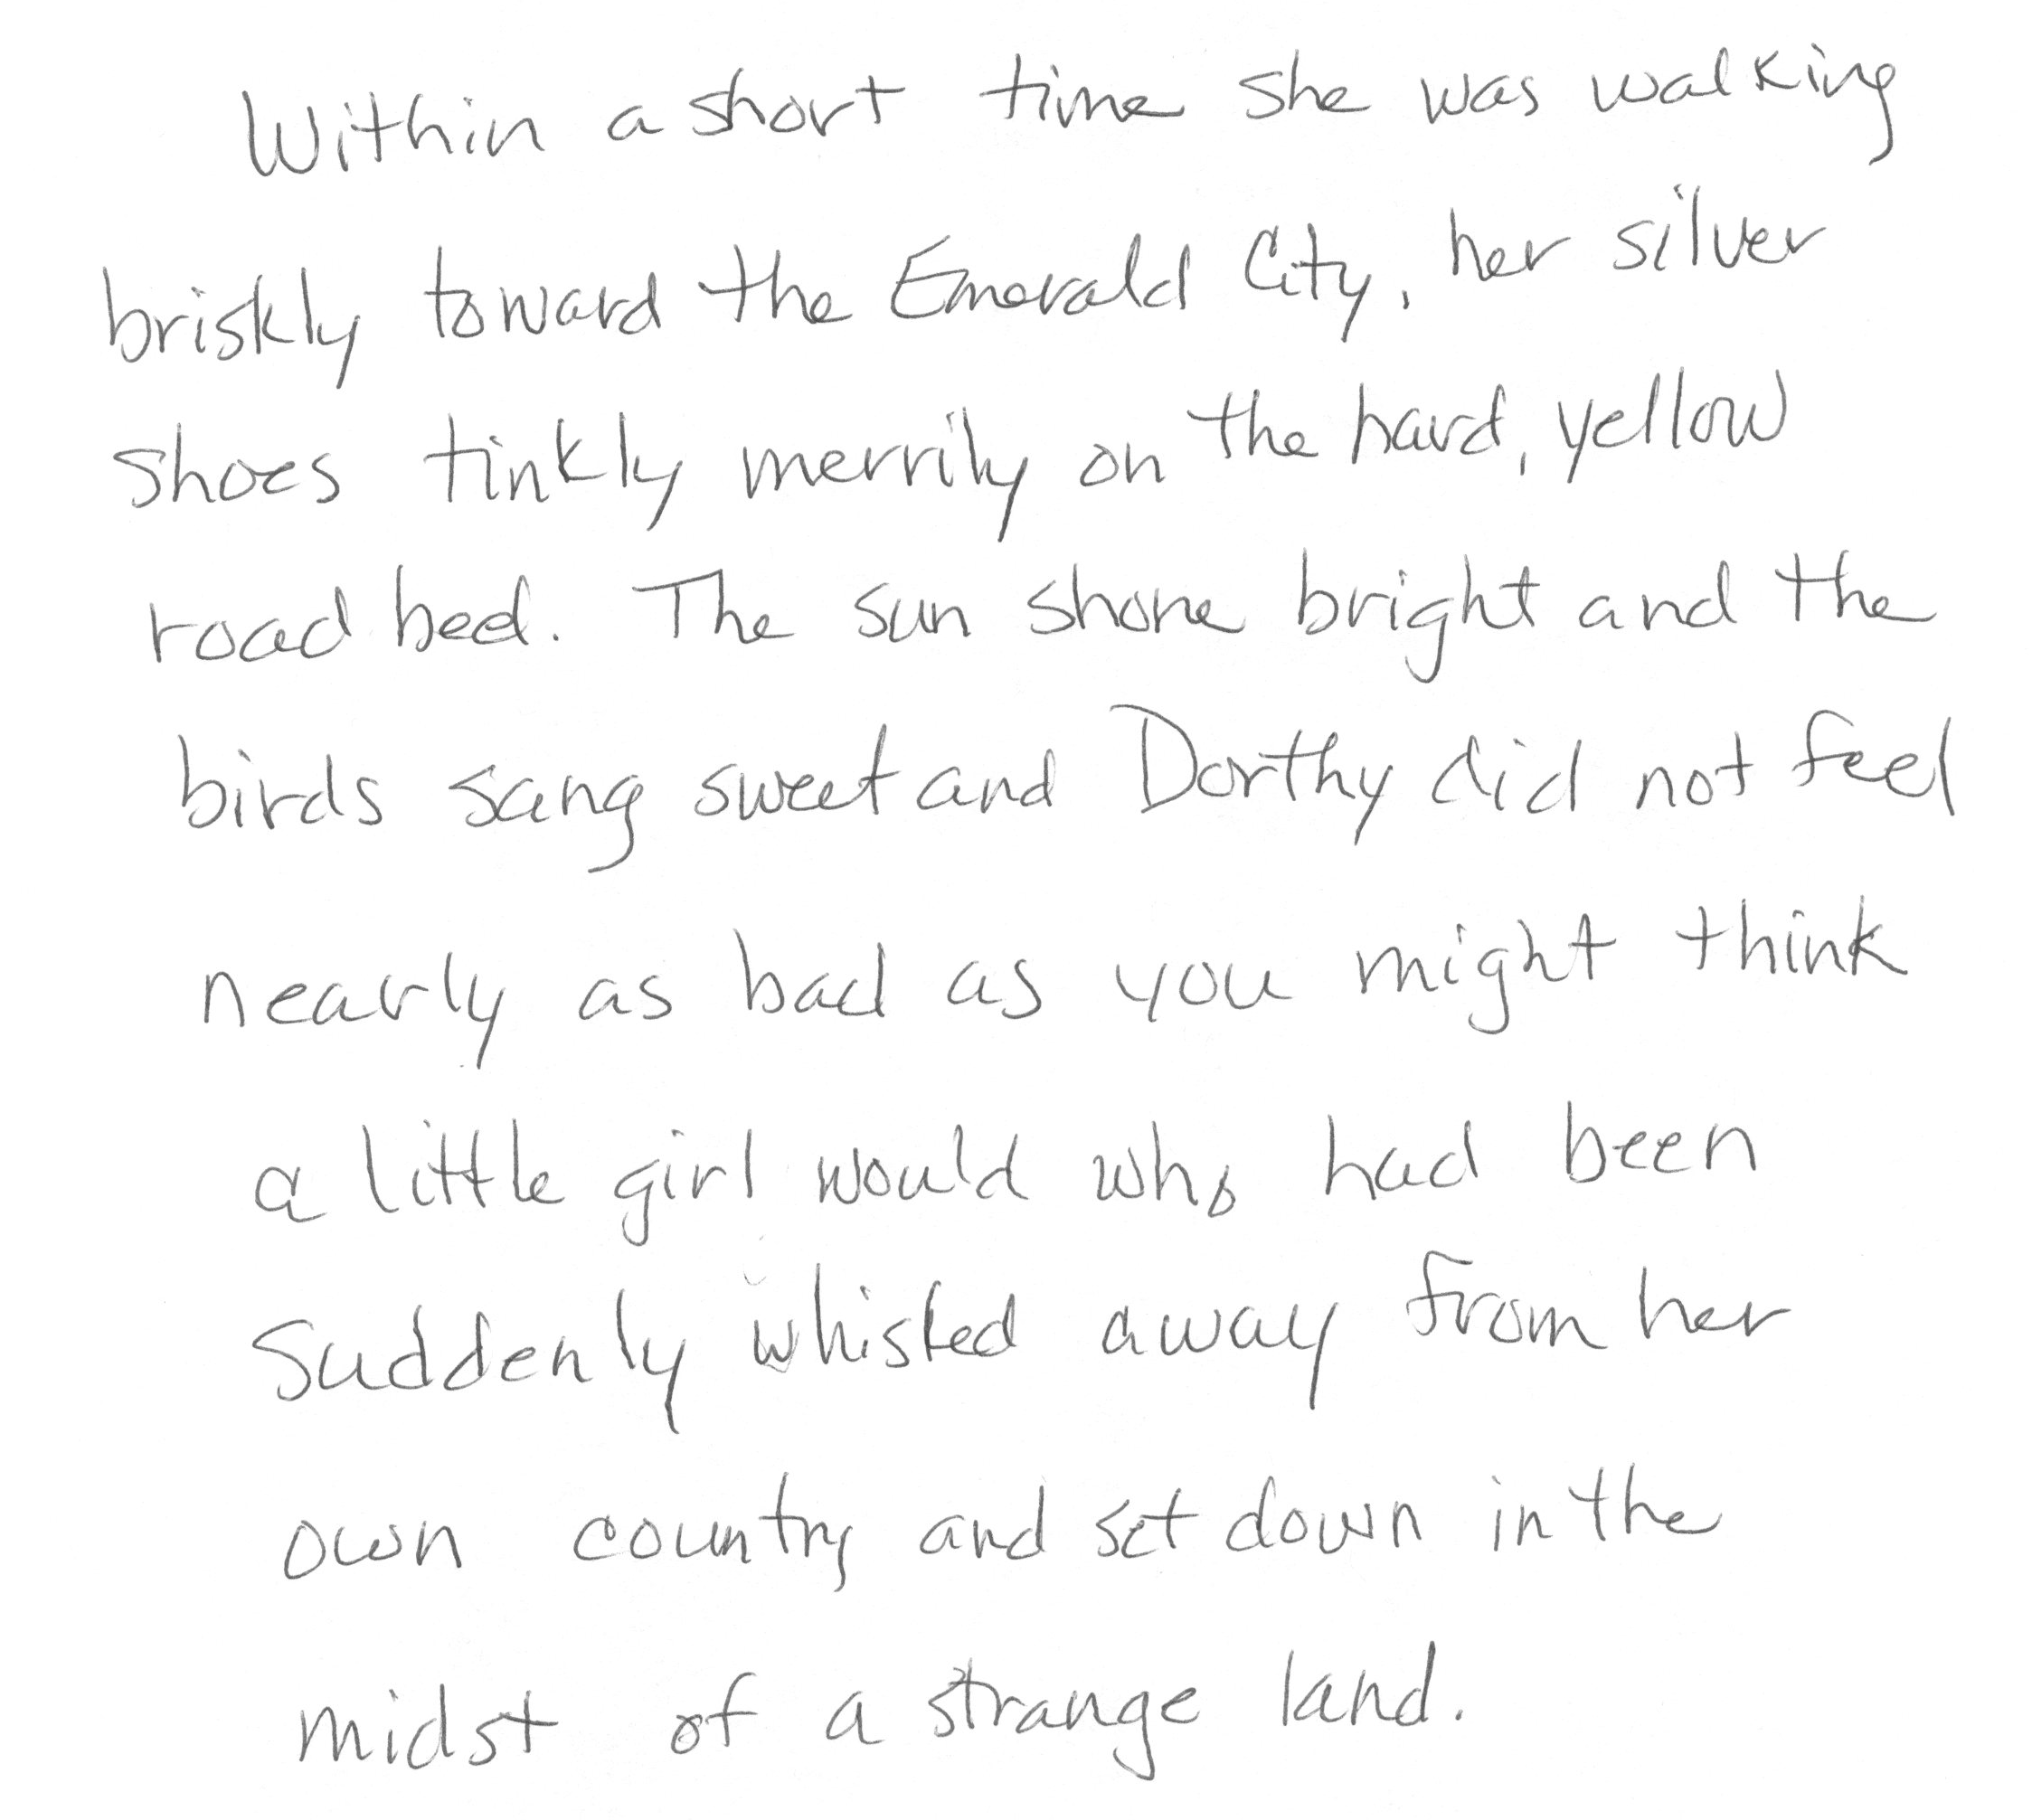 Within a short time she was walking
briskly toward the Emerald City, her silver
shoes tinkly merrily on the hard, yellow
road bed. The sun shone bright and the
birds sang sweet and Dorthy did not feel
nearly as bad as you might think
a little girl would who had been
suddenly whisked away from her
own country and set down in the
midst of a strange land.